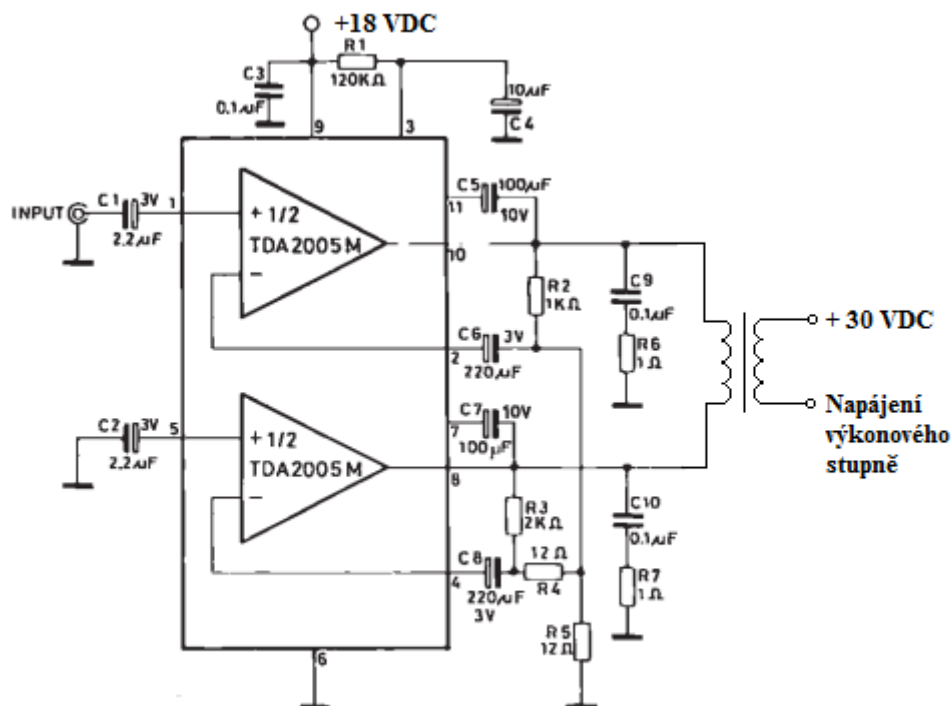 +18 VDC
R1
120KΩ
C3
0.1µF
10µF
C4
9
3
INPUT
C1
3V
1
2.2µF
+ 1/2
TDA2005M
−
C5
100µF
11
10V
10
R2
1KΩ
C9
0.1µF
R6
1Ω
+ 30 VDC
C6
3V
2
220µF
C7
10V
7
100µF
Napájení
výkonového
stupně
C2
3V
5
2.2µF
+ 1/2
TDA2005M
−
8
R3
2KΩ
C10
0.1µF
C8
12Ω
4
R4
220µF
3V
R7
1Ω
R5
12Ω
6